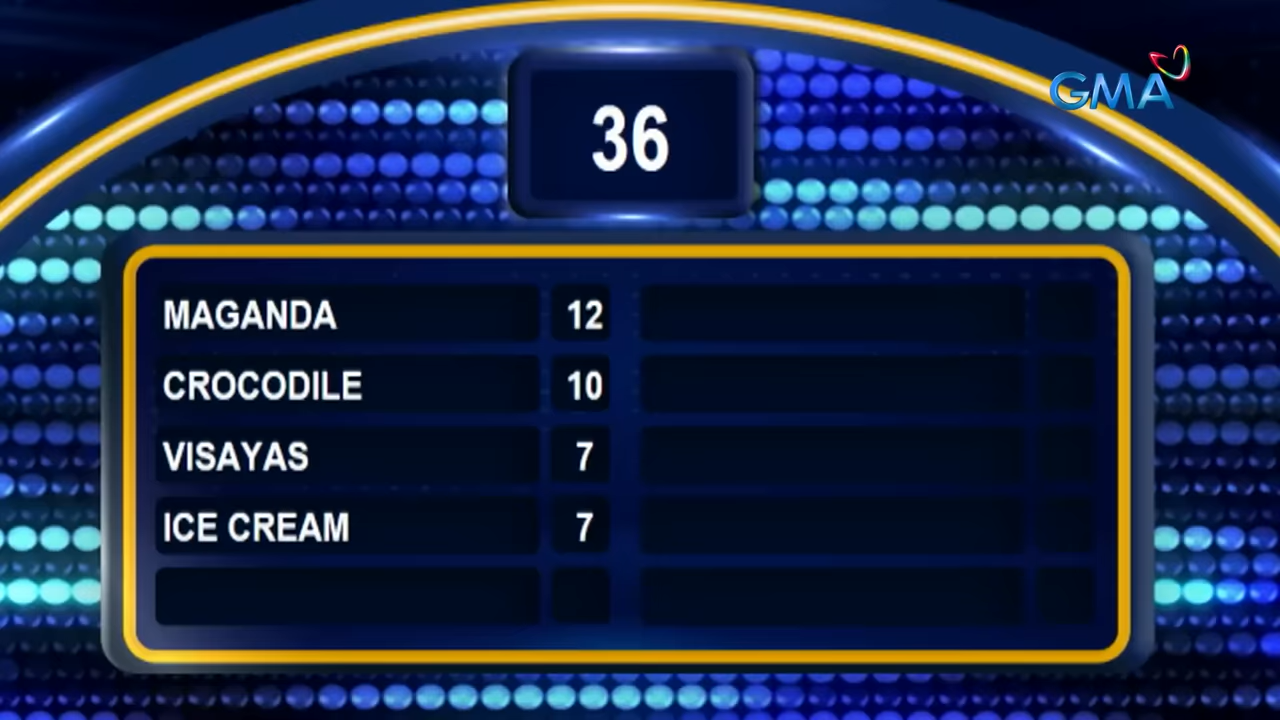 GMA
36
MAGANDA 12
CROCODILE 10
VISAYAS 7
ICE CREAM 7